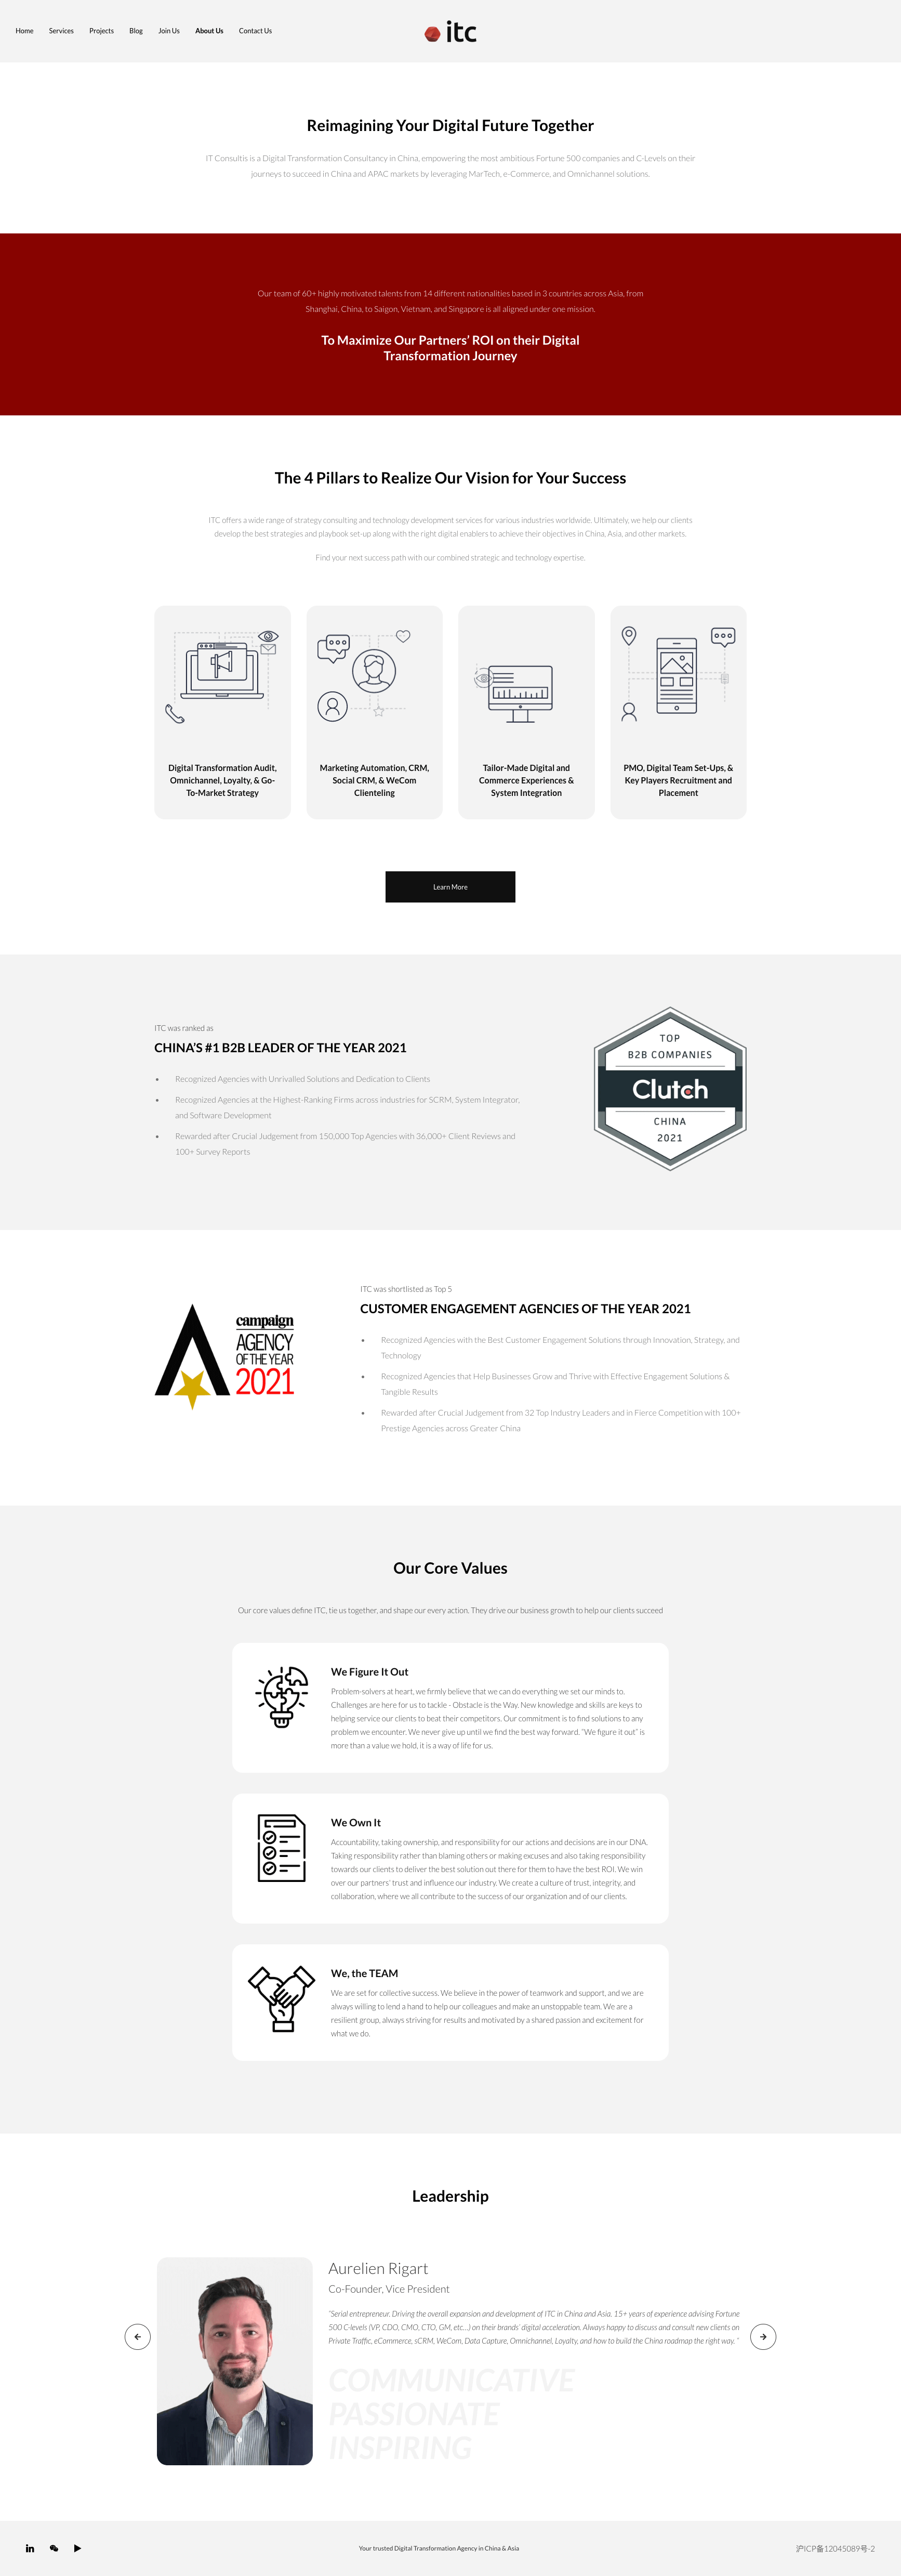 Home Services Projects Blog Join Us About Us Contact Us
itc
Reimagining Your Digital Future Together
IT Consultis is a Digital Transformation Consultancy in China, empowering the most ambitious Fortune 500 companies and C-Levels on their
journeys to succeed in China and APAC markets by leveraging MarTech, e-Commerce, and Omnichannel solutions.
Our team of 60+ highly motivated talents from 14 different nationalities based in 3 countries across Asia, from
Shanghai, China, to Saigon, Vietnam, and Singapore is all aligned under one mission.
To Maximize Our Partners’ ROI on their Digital
Transformation Journey
The 4 Pillars to Realize Our Vision for Your Success
ITC offers a wide range of strategy consulting and technology development services for various industries worldwide. Ultimately, we help our clients
develop the best strategies and playbook set-up along with the right digital enablers to achieve their objectives in China, Asia, and other markets.
Find your next success path with our combined strategic and technology expertise.
Digital Transformation Audit,
Omnichannel, Loyalty, & Go-
To-Market Strategy
Marketing Automation, CRM,
Social CRM, & WeCom
Clienteling
Tailor-Made Digital and
Commerce Experiences &
System Integration
PMO, Digital Team Set-Ups, &
Key Players Recruitment and
Placement
Learn More
ITC was ranked as
CHINA’S #1 B2B LEADER OF THE YEAR 2021
• Recognized Agencies with Unrivalled Solutions and Dedication to Clients
• Recognized Agencies at the Highest-Ranking Firms across industries for SCRM, System Integrator,
and Software Development
• Rewarded after Crucial Judgement from 150,000 Top Agencies with 36,000+ Client Reviews and
100+ Survey Reports
TOP
B2B COMPANIES
Clutch
CHINA
2021
campaign
AGENCY
OF THE YEAR
2021
ITC was shortlisted as Top 5
CUSTOMER ENGAGEMENT AGENCIES OF THE YEAR 2021
• Recognized Agencies with the Best Customer Engagement Solutions through Innovation, Strategy, and
Technology
• Recognized Agencies that Help Businesses Grow and Thrive with Effective Engagement Solutions &
Tangible Results
• Rewarded after Crucial Judgement from 32 Top Industry Leaders and in Fierce Competition with 100+
Prestige Agencies across Greater China
Our Core Values
Our core values define ITC, tie us together, and shape our every action. They drive our business growth to help our clients succeed
We Figure It Out
Problem-solvers at heart, we firmly believe that we can do everything we set our minds to.
Challenges are here for us to tackle - Obstacle is the Way. New knowledge and skills are keys to
helping service our clients to beat their competitors. Our commitment is to find solutions to any
problem we encounter. We never give up until we find the best way forward. “We figure it out” is
more than a value we hold, it is a way of life for us.
We Own It
Accountability, taking ownership, and responsibility for our actions and decisions are in our DNA.
Taking responsibility rather than blaming others or making excuses and also taking responsibility
towards our clients to deliver the best solution out there for them to have the best ROI. We win
over our partners’ trust and influence our industry. We create a culture of trust, integrity, and
collaboration, where we all contribute to the success of our organization and of our clients.
We, the TEAM
We are set for collective success. We believe in the power of teamwork and support, and we are
always willing to lend a hand to help our colleagues and make an unstoppable team. We are a
resilient group, always striving for results and motivated by a shared passion and excitement for
what we do.
Leadership
Aurelien Rigart
Co-Founder, Vice President
“Serial entrepreneur. Driving the overall expansion and development of ITC in China and Asia. 15+ years of experience advising Fortune
500 C-levels (VP, CDO, CMO, CTO, GM, etc...) on their brands’ digital acceleration. Always happy to discuss and consult new clients on
Private Traffic, eCommerce, sCRM, WeCom, Data Capture, Omnichannel, Loyalty, and how to build the China roadmap the right way. ”
COMMUNICATIVE
PASSIONATE
INSPIRING
in
Your trusted Digital Transformation Agency in China & Asia
沪ICP备12045089号-2